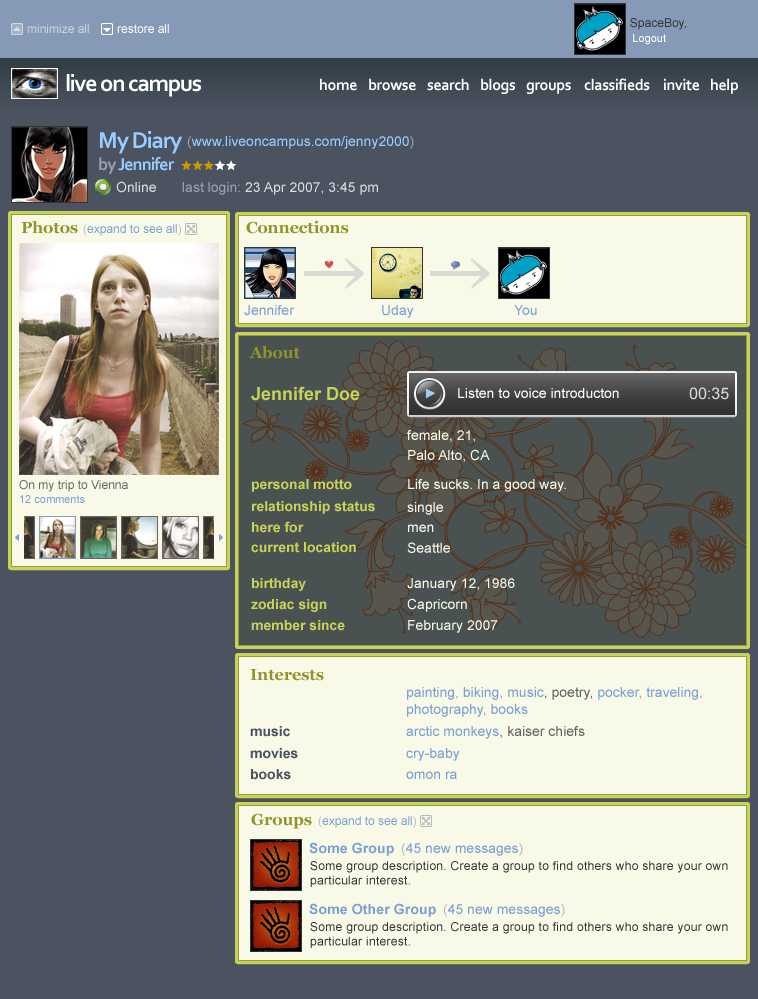 minimize all
restore all
SpaceBoy,
Logout
live on campus
home browse search blogs groups classifieds invite help
My Diary (www.liveoncampus.com/jenny2000)
by Jennifer
Online last login: 23 Apr 2007, 3:45 pm
Photos (expand to see all)
On my trip to Vienna
12 comments
Connections
Jennifer Uday You
About
Jennifer Doe
Listen to voice introducton 00:35
female, 21,
Palo Alto, CA
personal motto Life sucks. In a good way.
relationship status single
here for men
current location Seattle
birthday January 12, 1986
zodiac sign Capricorn
member since February 2007
Interests
painting, biking, music, poetry, pocker, traveling,
photography, books
music arctic monkeys, kaiser chiefs
movies cry-baby
books omon ra
Groups (expand to see all)
Some Group (45 new messages)
Some group description. Create a group to find others who share your own
particular interest.
Some Other Group (45 new messages)
Some group description. Create a group to find others who share your own
particular interest.